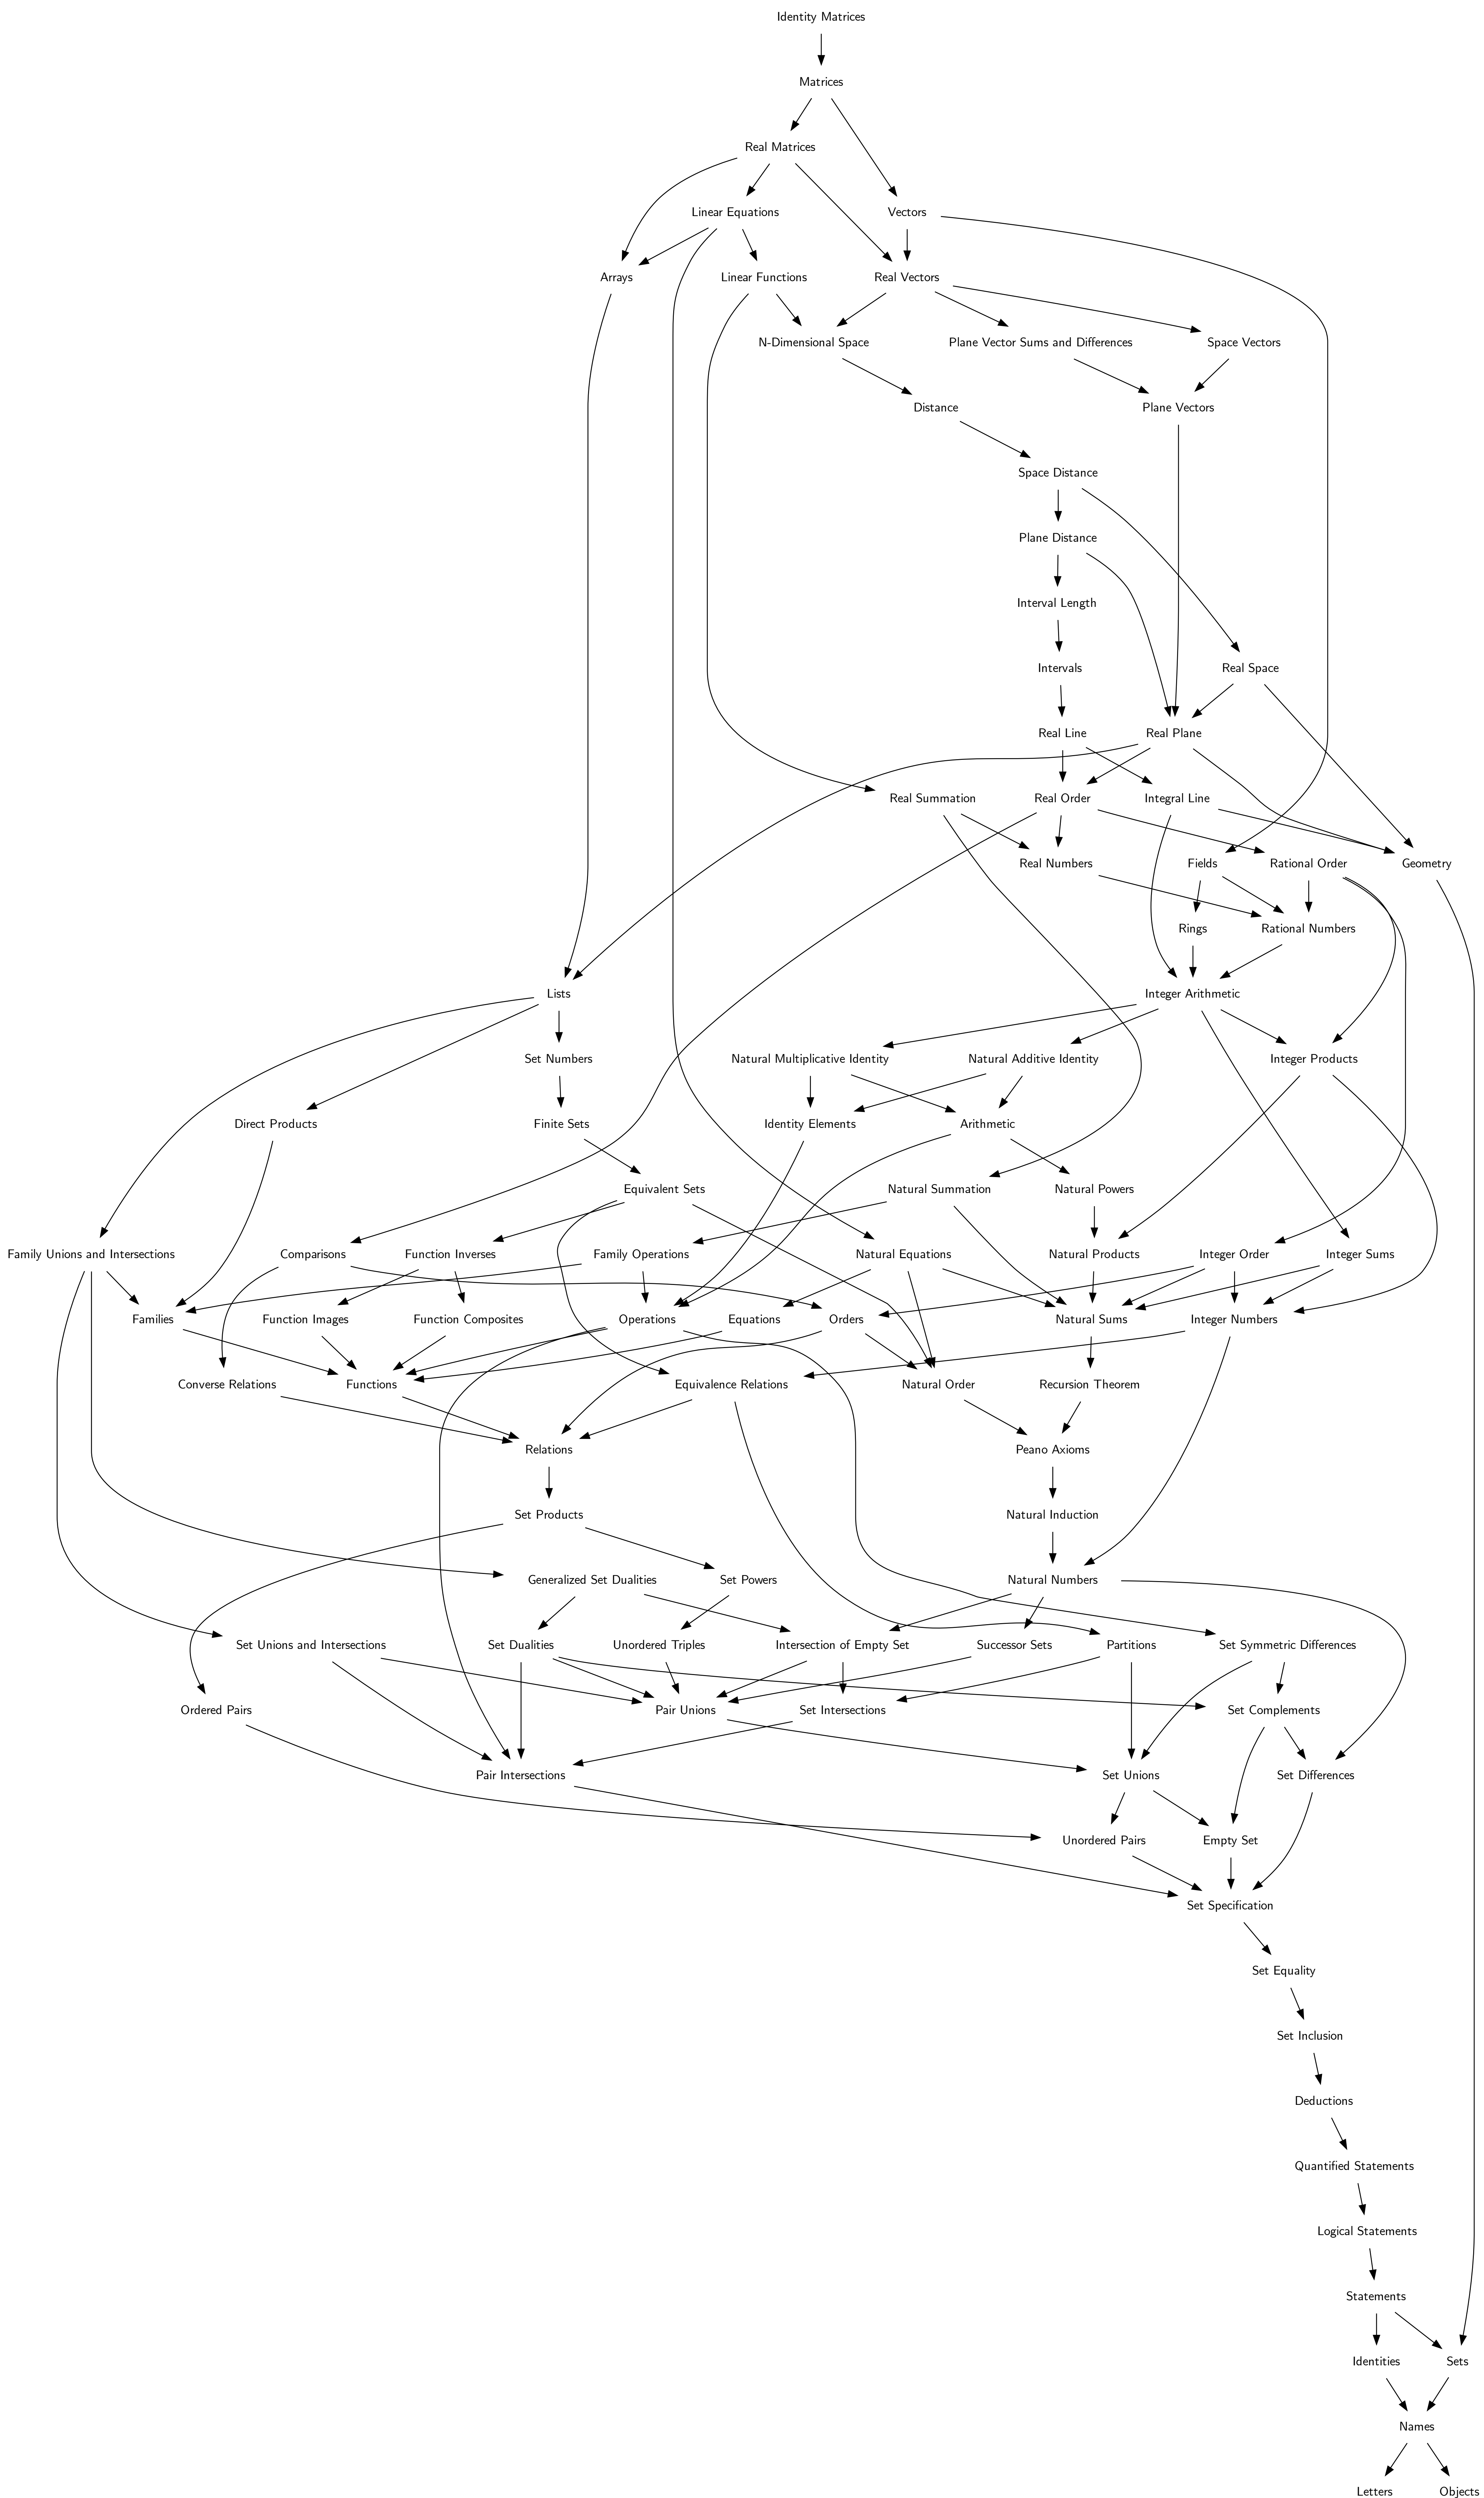 Identity Matrices
Matrices
Real Matrices
Linear Equations
Vectors
Arrays
Linear Functions
Real Vectors
N-Dimensional Space
Plane Vector Sums and Differences
Space Vectors
Distance
Plane Vectors
Space Distance
Plane Distance
Interval Length
Intervals
Real Space
Real Line
Real Plane
Real Summation
Real Order
Integral Line
Real Numbers
Fields
Rational Order
Geometry
Rings
Rational Numbers
Lists
Integer Arithmetic
Set Numbers
Natural Multiplicative Identity
Natural Additive Identity
Integer Products
Direct Products
Finite Sets
Identity Elements
Arithmetic
Equivalent Sets
Natural Summation
Natural Powers
Family Unions and Intersections
Comparisons
Function Inverses
Family Operations
Natural Equations
Natural Products
Integer Order
Integer Sums
Families
Function Images
Function Composites
Operations
Equations
Orders
Natural Sums
Integer Numbers
Converse Relations
Functions
Equivalence Relations
Natural Order
Recursion Theorem
Relations
Peano Axioms
Set Products
Natural Induction
Generalized Set Dualities
Set Powers
Natural Numbers
Set Unions and Intersections
Set Dualities
Unordered Triples
Intersection of Empty Set
Successor Sets
Partitions
Set Symmetric Differences
Ordered Pairs
Pair Unions
Set Intersections
Set Complements
Pair Intersections
Set Unions
Set Differences
Unordered Pairs
Empty Set
Set Specification
Set Equality
Set Inclusion
Deductions
Quantified Statements
Logical Statements
Statements
Identities
Sets
Names
Letters
Objects